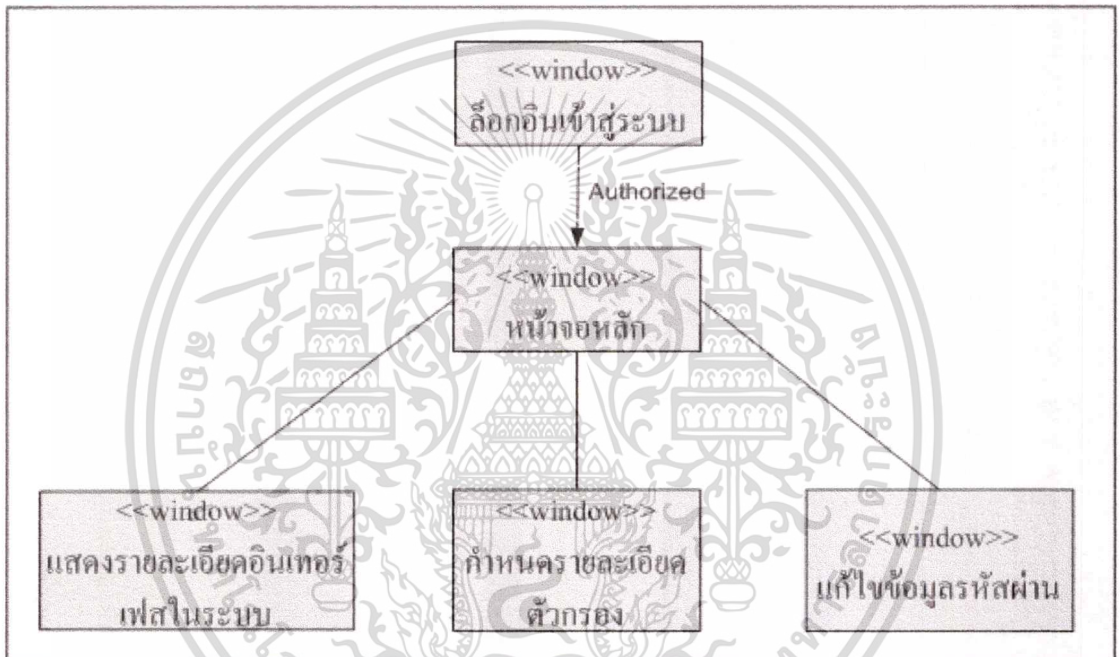 <<window>>
ล็อกอินเข้าสู่ระบบ
Authorized
<<window>>
หน้าจอหลัก
<<window>>
แสดงรายละเอียดอินเทอร์
เฟสในระบบ
<<window>>
กำหนดรายละเอียด
ตัวกรอง
<<window>>
แก้ไขข้อมูลรหัสผ่าน